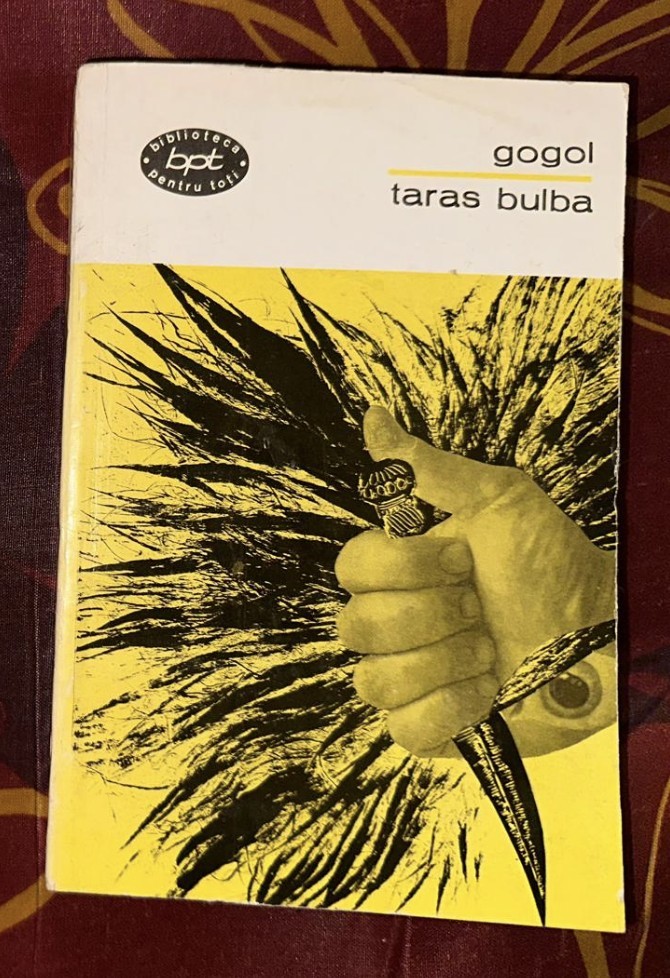 biblioteca
bpt
pentru toți
gogol
taras bulba